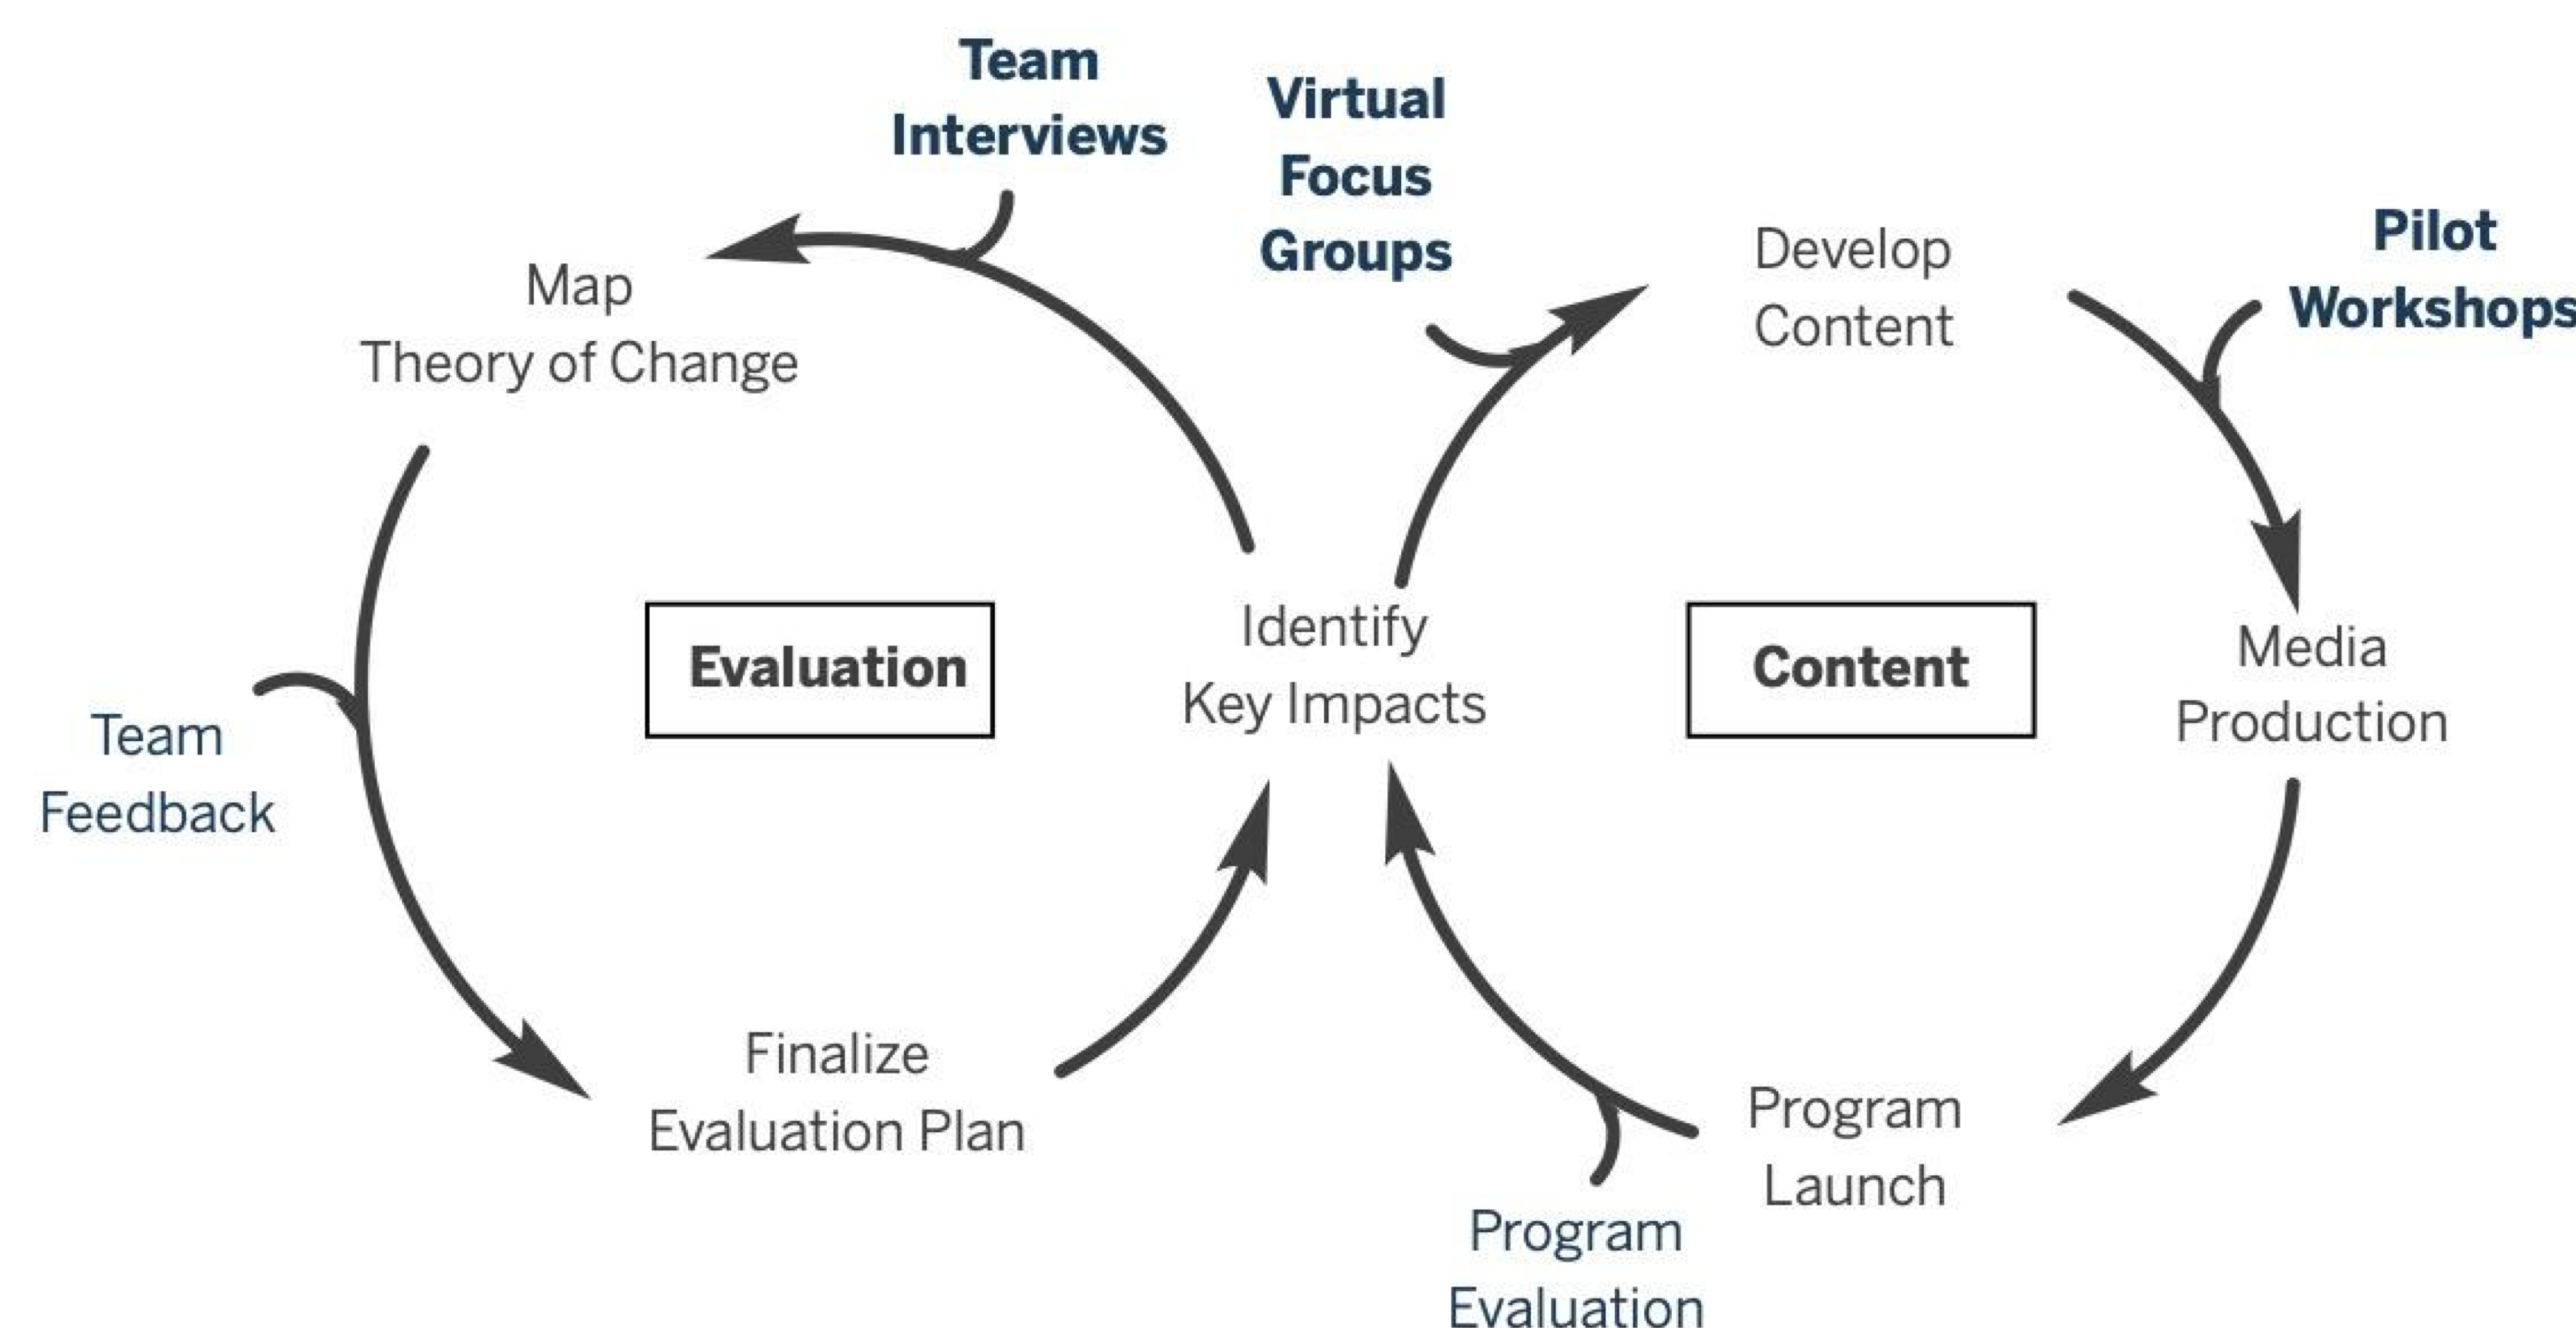 Team
Interviews
Virtual
Focus
Groups
Develop
Content
Pilot
Workshops
Map
Theory of Change
Evaluation
Identify
Key Impacts
Content
Media
Production
Team
Feedback
Finalize
Evaluation Plan
Program
Launch
Program
Evaluation